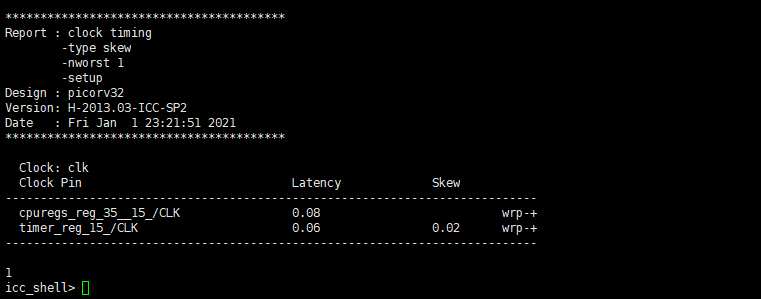 ****************************************
Report : clock timing
        -type skew
        -nworst 1
        -setup
Design : picorv32
Version: H-2013.03-ICC-SP2
Date   : Fri Jan  1 23:21:51 2021
****************************************
  Clock: clk
  Clock Pin                              Latency             Skew
----------------------------------------------------------------------------
  cpuregs_reg_35__15_/CLK                0.08                          wrp-+
  timer_reg_15_/CLK                      0.06                0.02      wrp-+
----------------------------------------------------------------------------
1
icc_shell>